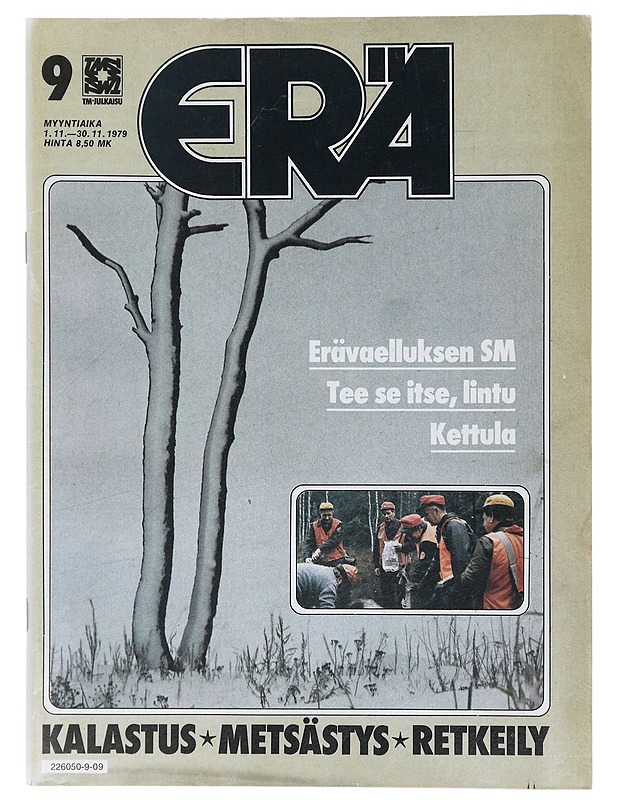 9
TM-JULKAISU
ERÄ
MYYNTIAIKA
1.11.—30.11.1979
HINTA 8,50 MK
Erävaelluksen SM
Tee se itse, lintu
Kettula
KALASTUS★METSÄSTYS★RETKEILY
226050-9-09